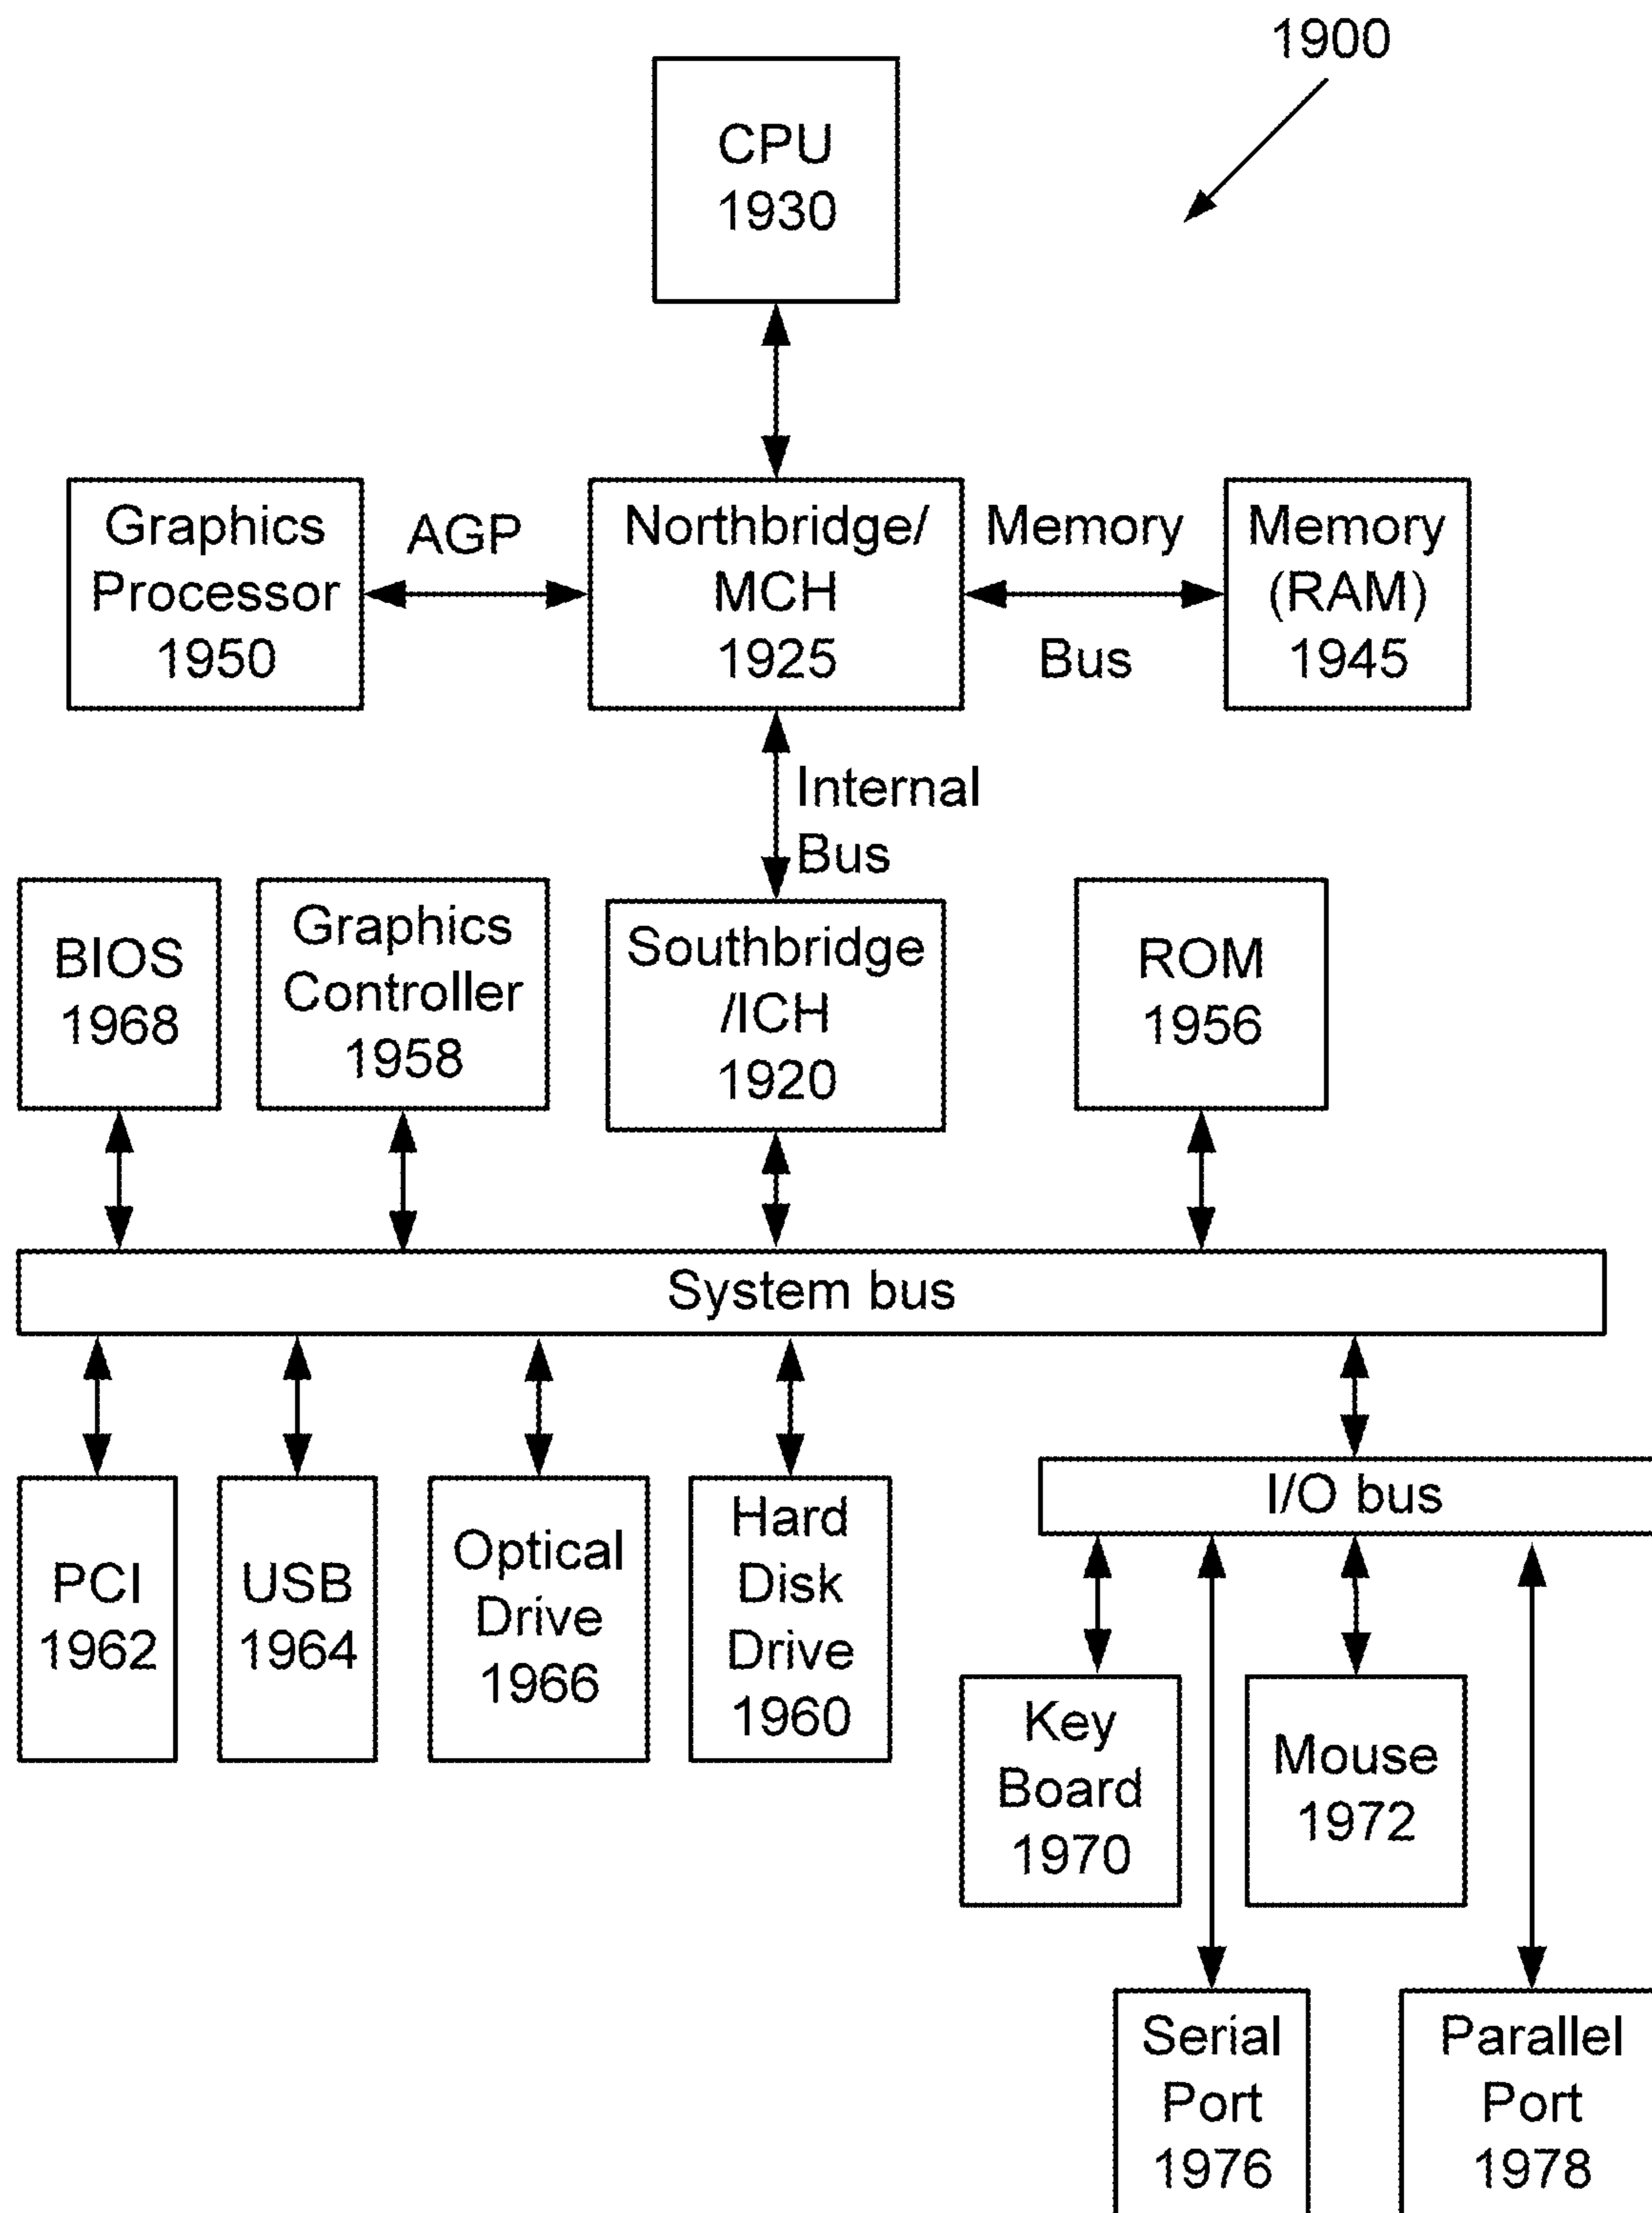 1900
CPU
1930
Graphics
Processor
1950
AGP
Northbridge/
MCH
1925
Memory
Bus
Memory
(RAM)
1945
Internal
Bus
BIOS
1968
Graphics
Controller
1958
Southbridge
/ICH
1920
ROM
1956
System bus
PCI
1962
USB
1964
Optical
Drive
1966
Hard
Disk
Drive
1960
I/O bus
Key
Board
1970
Mouse
1972
Serial
Port
1976
Parallel
Port
1978